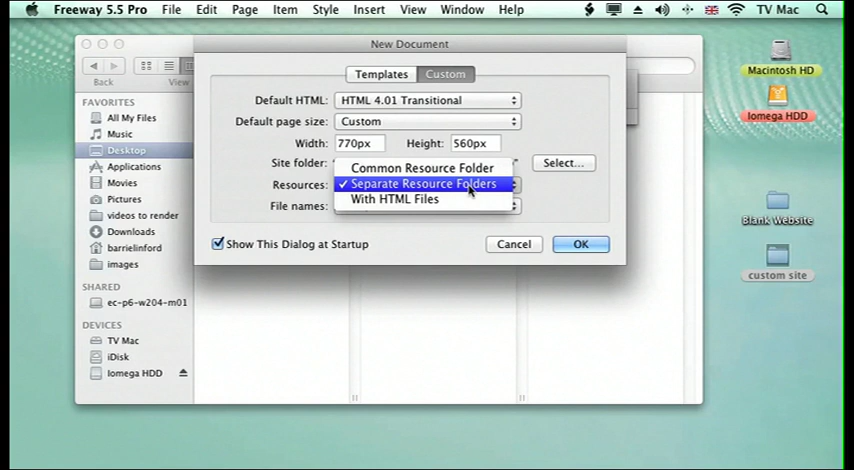 Freeway 5.5 Pro File Edit Page Item Style Insert View Window Help TV Mac
New Document
Back View
Templates Custom
Default HTML: HTML 4.01 Transitional
Default page size: Custom
Width: 770px Height: 560px
Site folder: Select...
Common Resource Folder
Resources: ✓ Separate Resource Folders
With HTML Files
File names:
Show This Dialog at Startup Cancel OK
FAVORITES
All My Files
Music
Desktop
Applications
Movies
Pictures
videos to render
Downloads
barrielinford
images
SHARED
ec-p6-w204-m01
DEVICES
TV Mac
iDisk
Iomega HDD
Macintosh HD
Iomega HDD
Blank Website
custom site